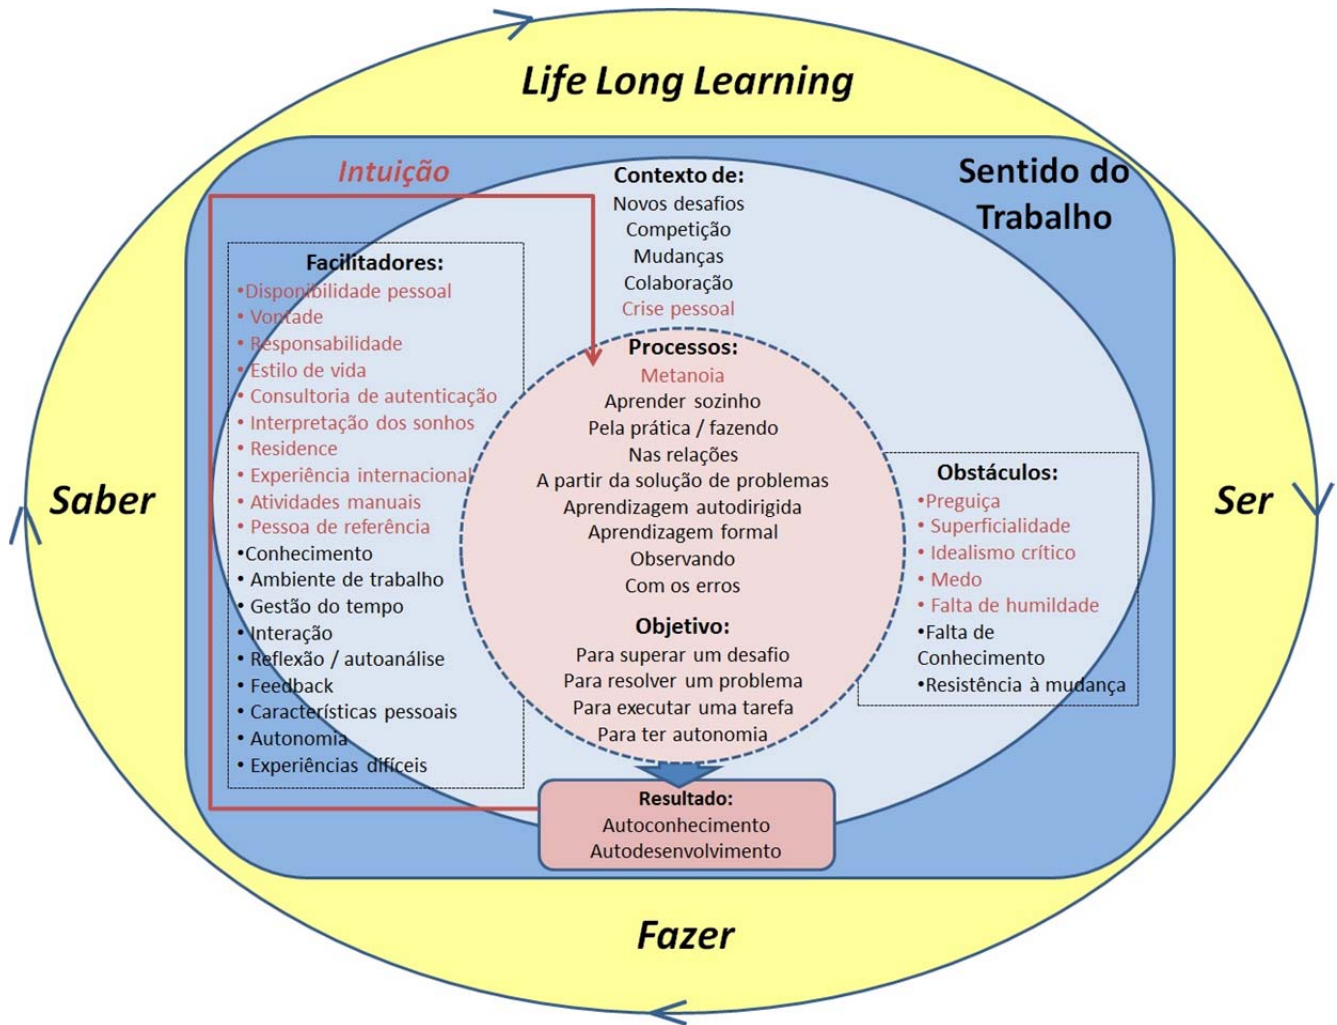 Life Long Learning
Intuição
Sentido do
Trabalho
Contexto de:
Novos desafios
Competição
Mudanças
Colaboração
Crise pessoal
Facilitadores:
•Disponibilidade pessoal
• Vontade
• Responsabilidade
• Estilo de vida
• Consultoria de autenticação
• Interpretação dos sonhos
• Residence
• Experiência internacional
• Atividades manuais
• Pessoa de referência
•Conhecimento
• Ambiente de trabalho
• Gestão do tempo
• Interação
• Reflexão / autoanálise
• Feedback
• Características pessoais
• Autonomia
• Experiências difíceis
Processos:
Metanoia
Aprender sozinho
Pela prática / fazendo
Nas relações
A partir da solução de problemas
Aprendizagem autodirigida
Aprendizagem formal
Observando
Com os erros
Objetivo:
Para superar um desafio
Para resolver um problema
Para executar uma tarefa
Para ter autonomia
Obstáculos:
•Preguiça
• Superficialidade
• Idealismo crítico
• Medo
• Falta de humildade
•Falta de
Conhecimento
•Resistência à mudança
Saber
Ser
Resultado:
Autoconhecimento
Autodesenvolvimento
Fazer